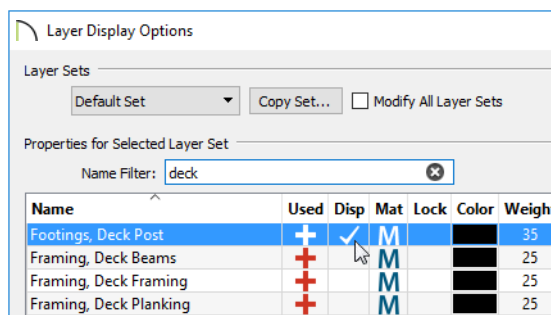 Layer Display Options
Layer Sets
Default Set Copy Set... Modify All Layer Sets
Properties for Selected Layer Set
Name Filter: deck
Name Used Disp Mat Lock Color Weigh
Footings, Deck Post M 35
Framing, Deck Beams M 25
Framing, Deck Framing M 25
Framing, Deck Planking M 25